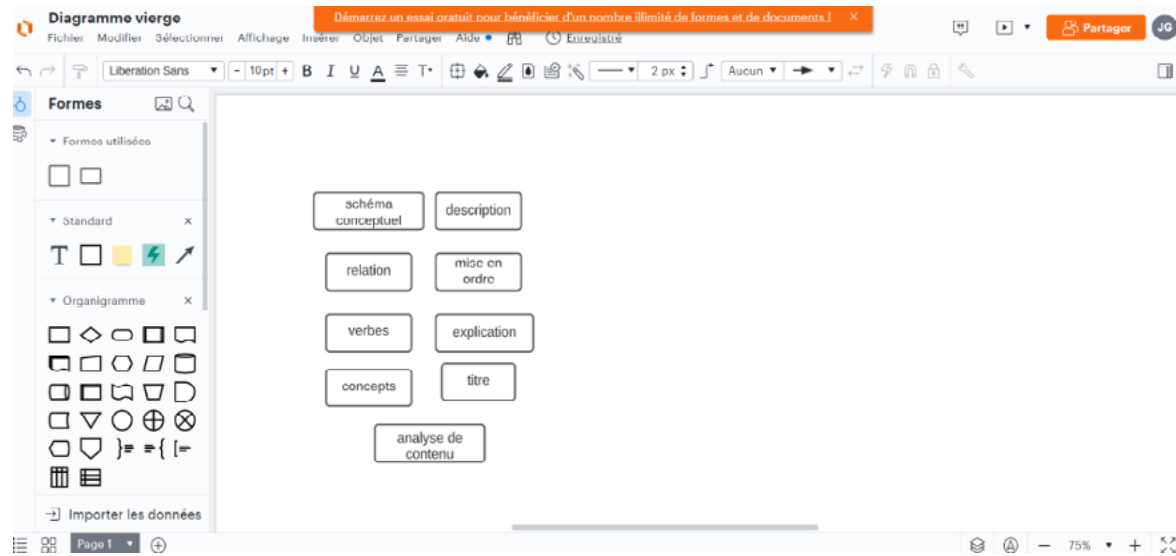 Diagramme vierge
Démarrez un essai gratuit pour bénéficier d'un nombre illimité de formes et de documents ! ×
Fichier Modifier Sélectionner Affichage Insérer Objet Partager Aide Enregistré
Partager
JG
Liberation Sans
- 10 pt +
B I U A
T
2 px
Aucun
Formes
Formes utilisées
Standard ×
T
Organigramme ×
Importer les données
schéma
conceptuel
description
relation
mise en
ordre
verbes
explication
concepts
titre
analyse de
contenu
Page 1
75%